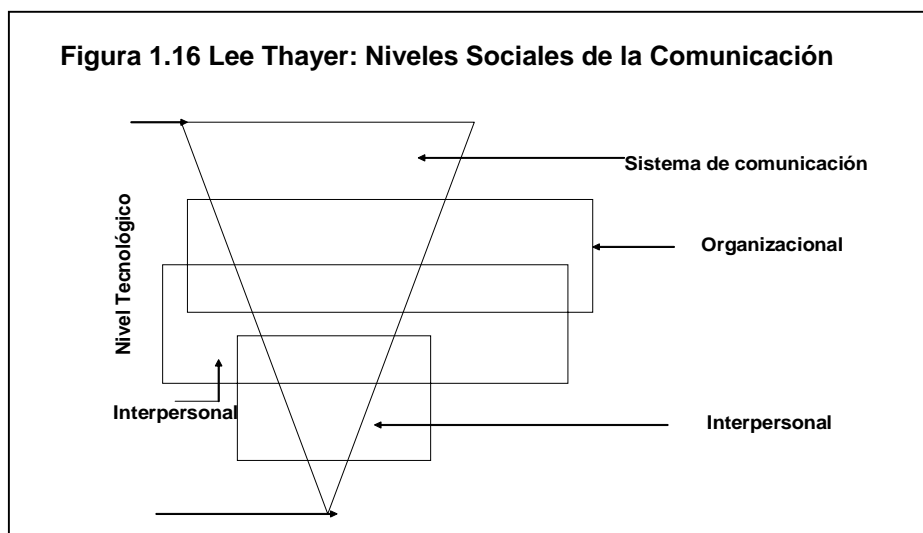 Figura 1.16 Lee Thayer: Niveles Sociales de la Comunicación
Sistema de comunicación
Organizacional
Nivel Tecnológico
Interpersonal
Interpersonal